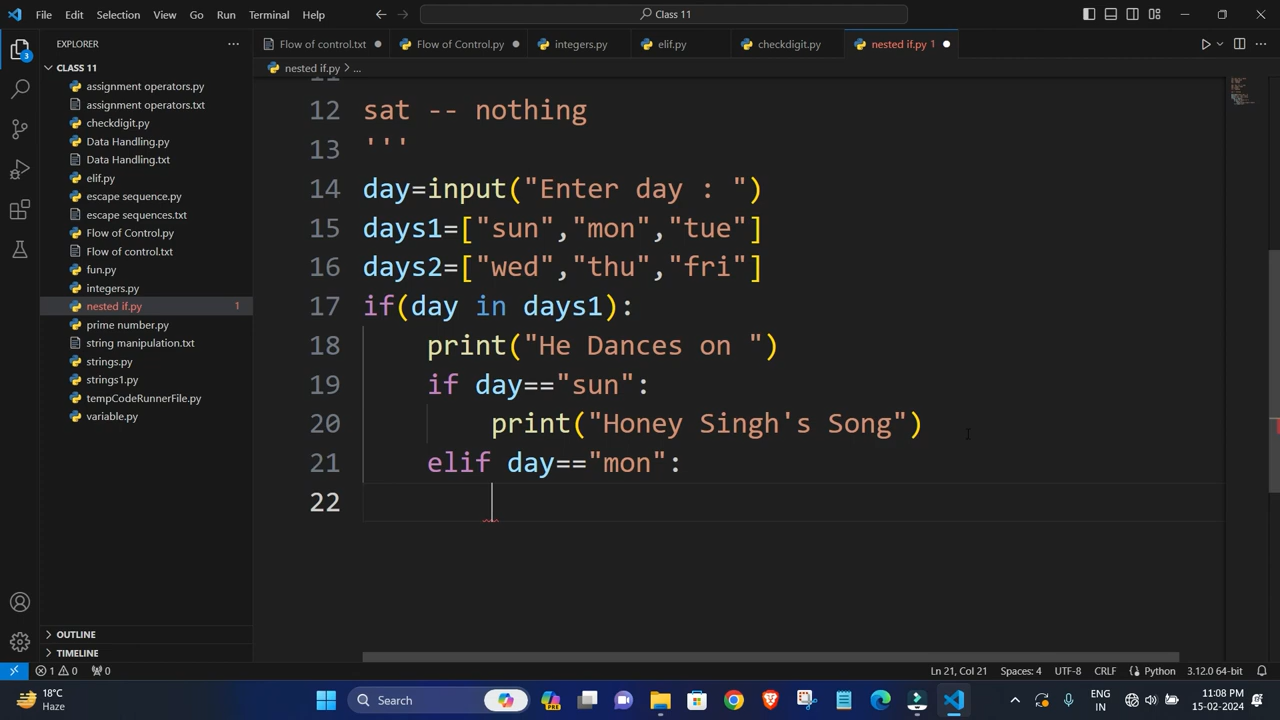 File Edit Selection View Go Run Terminal Help
Class 11
EXPLORER
Flow of control.txt
Flow of Control.py
integers.py
elif.py
checkdigit.py
nested if.py 1
CLASS 11
nested if.py > ...
assignment operators.py
assignment operators.txt
checkdigit.py
Data Handling.py
Data Handling.txt
elif.py
escape sequence.py
escape sequences.txt
Flow of Control.py
Flow of control.txt
fun.py
integers.py
nested if.py 1
prime number.py
string manipulation.txt
strings.py
strings1.py
tempCodeRunnerFile.py
variable.py
OUTLINE
TIMELINE
3
11
12 sat -- nothing
13 '''
14 day=input("Enter day : ")
15 days1=["sun","mon","tue"]
16 days2=["wed","thu","fri"]
17 if(day in days1):
18 print("He Dances on ")
19 if day=="sun":
20 print("Honey Singh's Song")
21 elif day=="mon":
22
1 0 0
Ln 21, Col 21 Spaces: 4 UTF-8 CRLF Python 3.12.0 64-bit
18°C
Haze
Search
PRE
ENG
IN
11:08 PM
15-02-2024